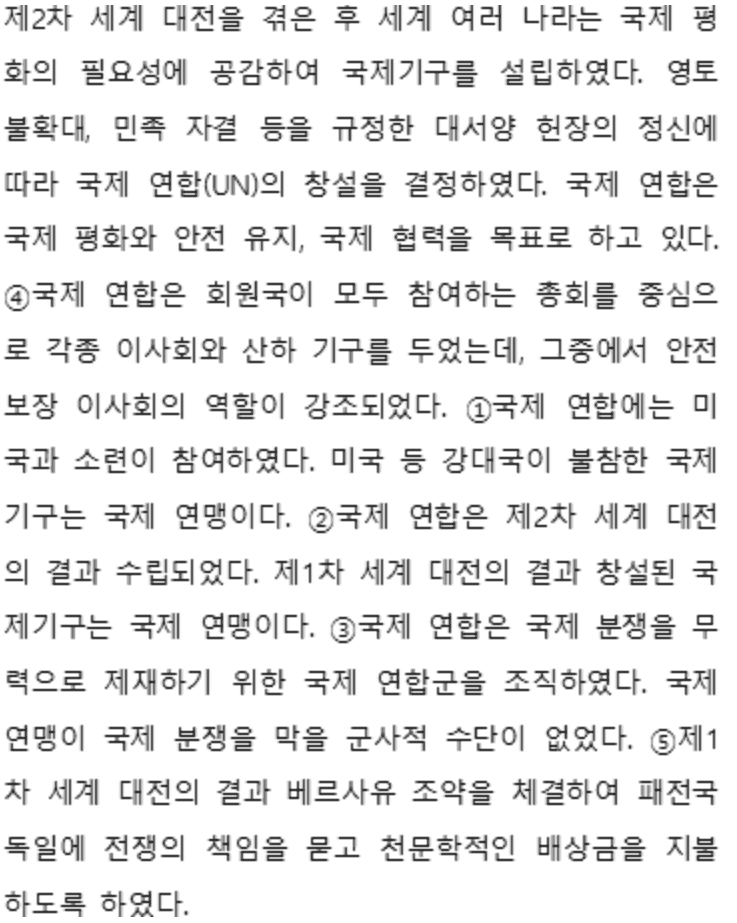 제2차 세계 대전을 겪은 후 세계 여러 나라는 국제 평
화의 필요성에 공감하여 국제기구를 설립하였다. 영토
불확대, 민족 자결 등을 규정한 대서양 헌장의 정신에
따라 국제 연합(UN)의 창설을 결정하였다. 국제 연합은
국제 평화와 안전 유지, 국제 협력을 목표로 하고 있다.
④국제 연합은 회원국이 모두 참여하는 총회를 중심으
로 각종 이사회와 산하 기구를 두었는데, 그중에서 안전
보장 이사회의 역할이 강조되었다. ①국제 연합에는 미
국과 소련이 참여하였다. 미국 등 강대국이 불참한 국제
기구는 국제 연맹이다. ②국제 연합은 제2차 세계 대전
의 결과 수립되었다. 제1차 세계 대전의 결과 창설된 국
제기구는 국제 연맹이다. ③국제 연합은 국제 분쟁을 무
력으로 제재하기 위한 국제 연합군을 조직하였다. 국제
연맹이 국제 분쟁을 막을 군사적 수단이 없었다. ⑤제1
차 세계 대전의 결과 베르사유 조약을 체결하여 패전국
독일에 전쟁의 책임을 묻고 천문학적인 배상금을 지불
하도록 하였다.